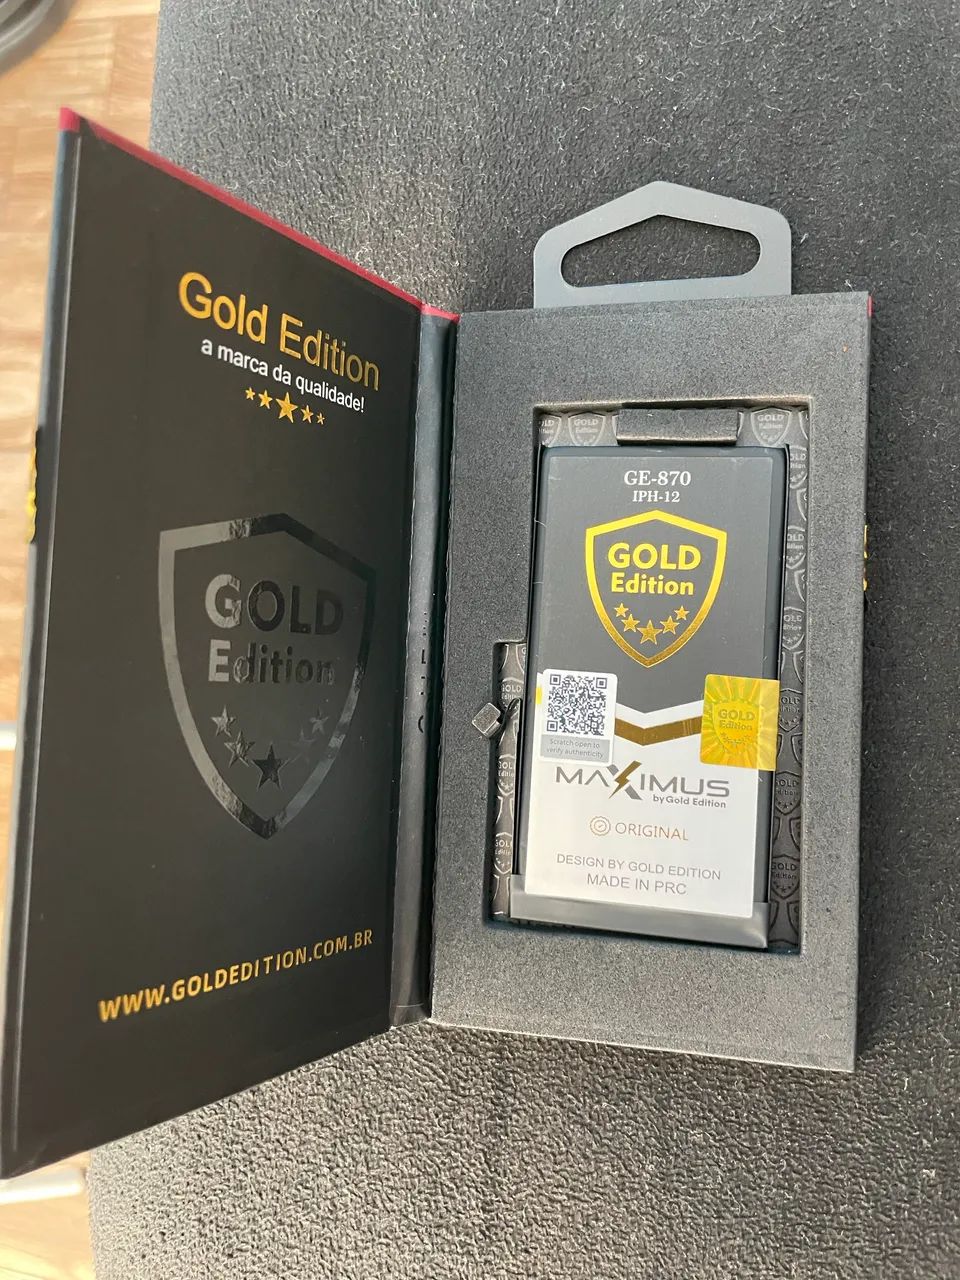 Gold Edition
a marca da qualidade!
GOLD
Edition
WWW.GOLDEDITION.COM.BR
GE-870
IPH-12
GOLD
Edition
Scratch open to
verify authenticity
GOLD
Edition
MAXIMUS
by Gold Edition
ORIGINAL
DESIGN BY GOLD EDITION
MADE IN PRC